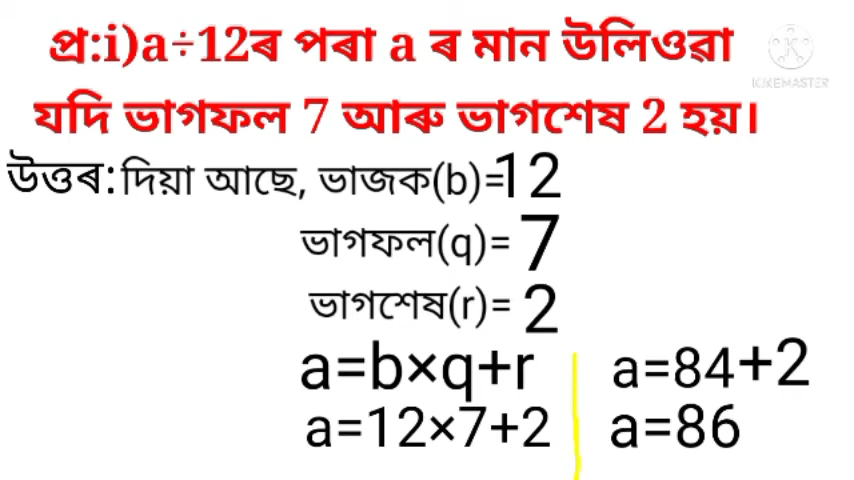 প্ৰ:i)a÷12ৰ পৰা a ৰ মান উলিওৱা
KINEMASTER
যদি ভাগফল 7 আৰু ভাগশেষ 2 হয়।
উত্তৰ:দিয়া আছে, ভাজক(b)=12
ভাগফল(q)= 7
ভাগশেষ(r)= 2
a=b×q+r
a=12×7+2
a=84+2
a=86